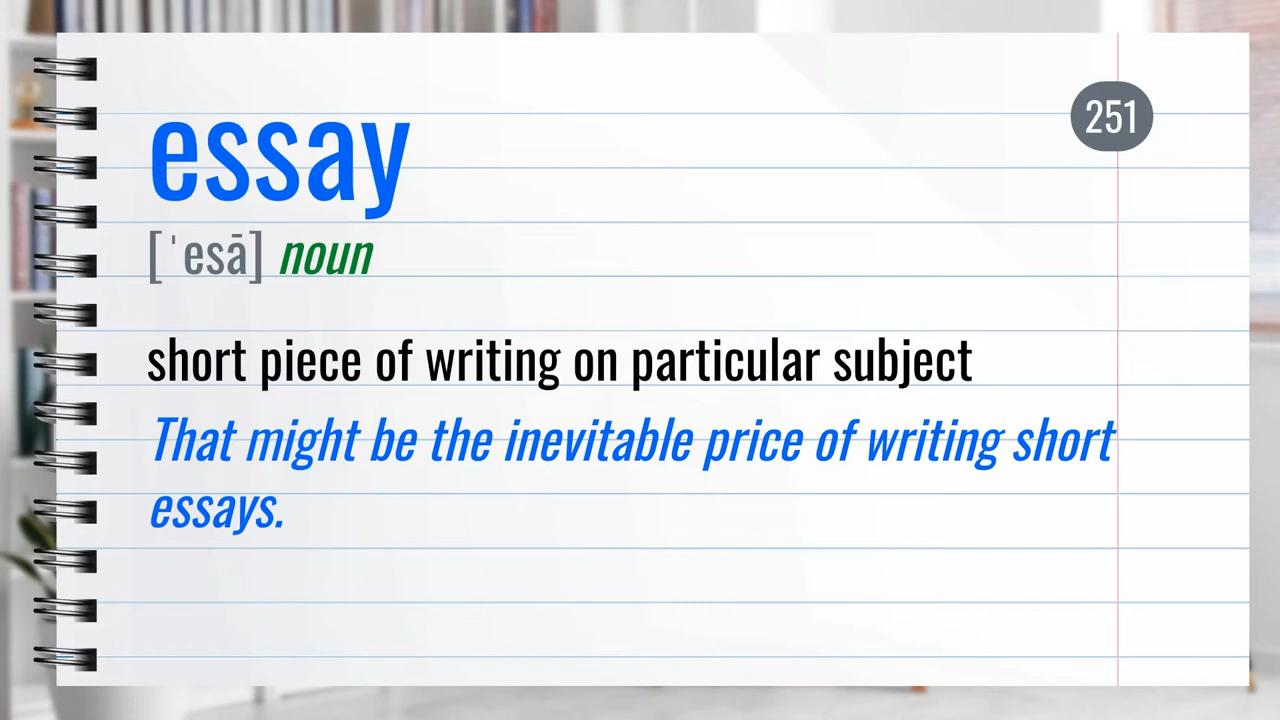 essay
251
[ˈesā] noun
short piece of writing on particular subject
That might be the inevitable price of writing short
essays.